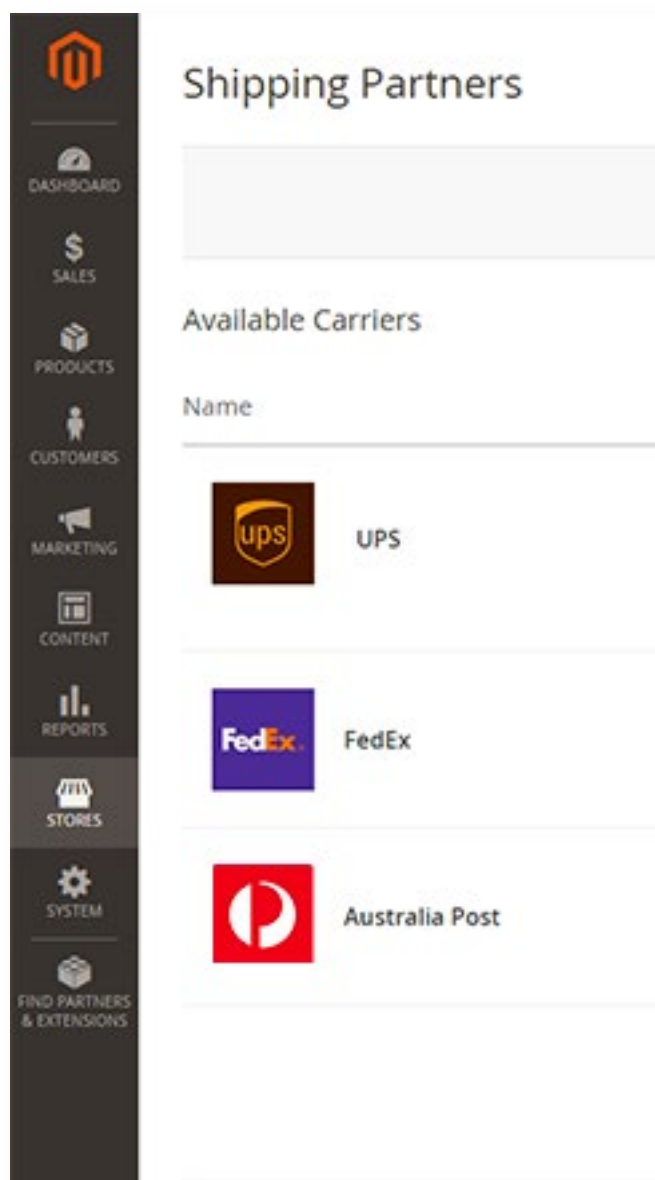 DASHBOARD
SALES
PRODUCTS
CUSTOMERS
MARKETING
CONTENT
REPORTS
STORES
SYSTEM
FIND PARTNERS
& EXTENSIONS
Shipping Partners
Available Carriers
Name
ups
UPS
FedEx.
FedEx
Australia Post